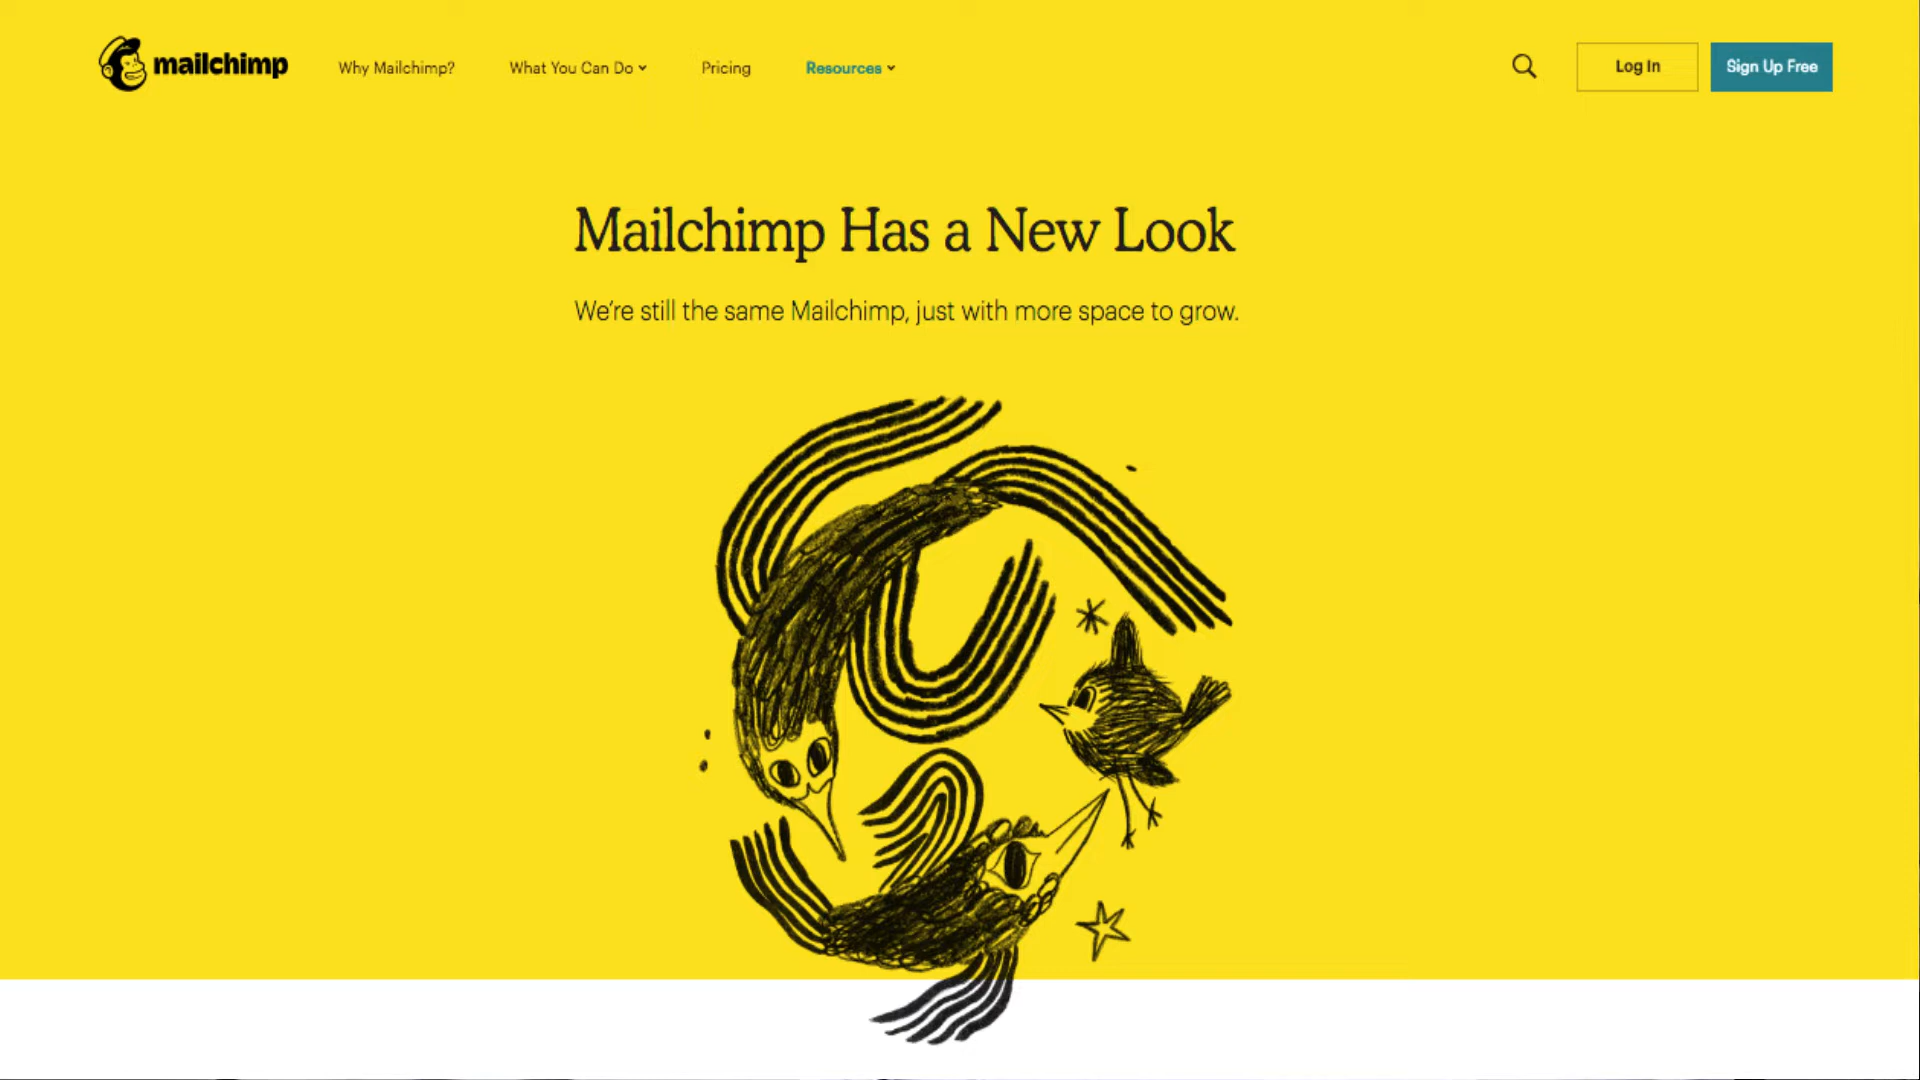 mailchimp
Why Mailchimp?
What You Can Do
Pricing
Resources
Log In
Sign Up Free
Mailchimp Has a New Look
We're still the same Mailchimp, just with more space to grow.